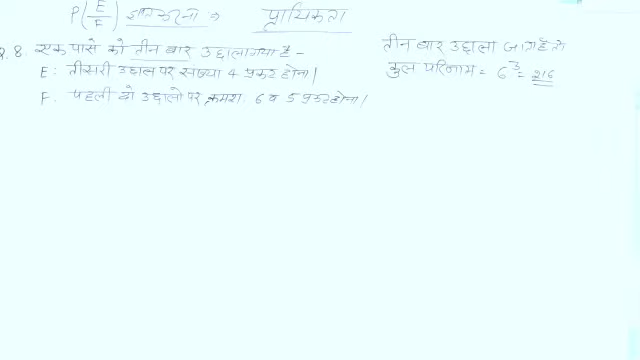 P(E/F) ज्ञात करना ⇒ प्रायिकता
Q.8. एक पासे को तीन बार उछाला गया है –
E: तीसरी उछाल पर संख्या 4 प्रकट होना।
F. पहली दो उछालो पर क्रमश: 6 व 5 प्रकट होना।
तीन बार उछाला जाता है तो
कुल परिणाम = 6³ = 216